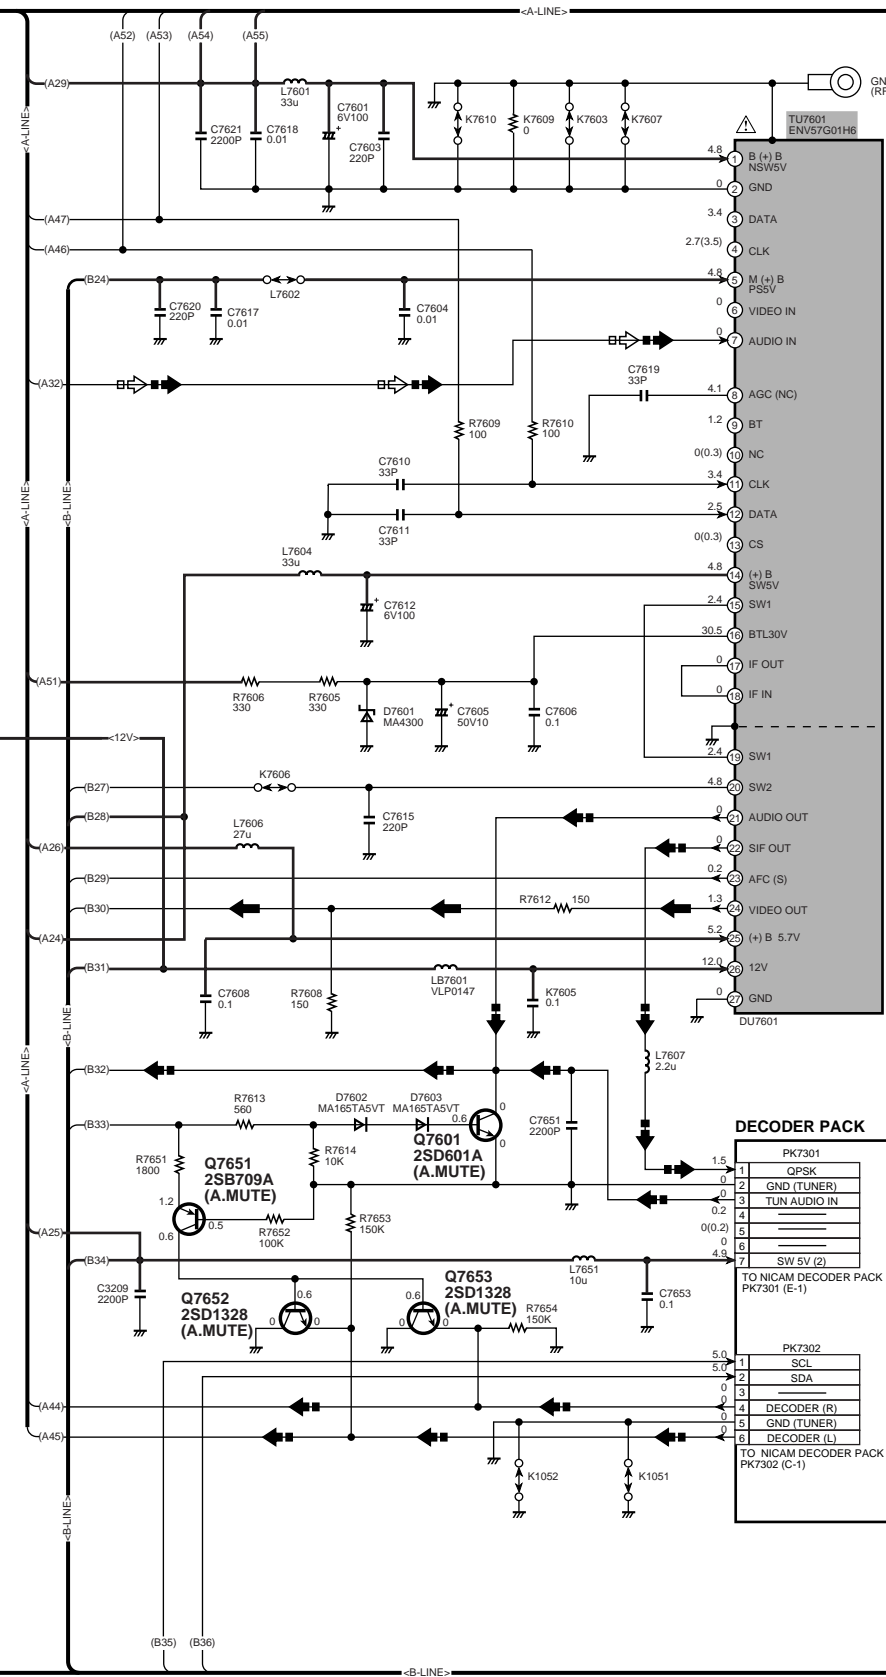 <A-LINE>
(A52)
(A53)
(A54)
(A55)
(A29)
L7601
33u
C7601
6V100
+
C7621
2200P
C7618
0.01
C7603
220P
K7610
K7609
0
K7603
K7607
GN
(RF
TU7601
ENV57G01H6
4.8
1
B (+) B
NSW5V
0
2
GND
(A47)
3.4
3
DATA
(A46)
2.7(3.5)
4
CLK
(B24)
L7602
4.8
5
M (+) B
PS5V
C7620
220P
C7617
0.01
C7604
0.01
0
6
VIDEO IN
0
7
AUDIO IN
(A32)
C7619
33P
4.1
8
AGC (NC)
R7609
100
R7610
100
1.2
9
BT
0(0.3)
10
NC
C7610
33P
3.4
11
CLK
<A-LINE>
<B-LINE>
2.5
12
DATA
C7611
33P
0(0.3)
13
CS
L7604
33u
4.8
14
(+) B
SW5V
+
C7612
6V100
2.4
15
SW1
30.5
16
BTL30V
0
17
IF OUT
(A51)
R7606
330
R7605
330
D7601
MA4300
+
C7605
50V10
C7606
0.1
0
18
IF IN
<12V>
2.4
19
SW1
(B27)
K7606
4.8
20
SW2
(B28)
C7615
220P
0
21
AUDIO OUT
(A26)
L7606
27u
0
22
SIF OUT
(B29)
0.2
23
AFC (S)
(B30)
R7612
150
1.3
24
VIDEO OUT
(A24)
5.2
25
(+) B 5.7V
(B31)
LB7601
VLP0147
12.0
26
12V
C7608
0.1
R7608
150
K7605
0.1
0
27
GND
DU7601
<B-LINE
<A-LINE>
L7607
2.2u
(B32)
R7613
560
D7602
MA165TA5VT
D7603
MA165TA5VT
0.6
0
0
C7651
2200P
(B33)
Q7601
2SD601A
(A.MUTE)
R7614
10K
R7651
1800
Q7651
2SB709A
(A.MUTE)
1.2
0.5
0.6
R7652
100K
R7653
150K
DECODER PACK
PK7301
1.5
1
QPSK
0
2
GND (TUNER)
0
3
TUN AUDIO IN
0.2
4
0(0.2)
5
0
6
4.9
7
SW 5V (2)
TO NICAM DECODER PACK
PK7301 (E-1)
(A25)
(B34)
L7651
10u
C3209
2200P
C7653
0.1
Q7652
2SD1328
(A.MUTE)
0.6
0
0
Q7653
2SD1328
(A.MUTE)
0.6
0
0
R7654
150K
PK7302
5.0
1
SCL
5.0
2
SDA
0
3
0
4
DECODER (R)
0
5
GND (TUNER)
0
6
DECODER (L)
TO NICAM DECODER PACK
PK7302 (C-1)
(A44)
(A45)
K1052
K1051
<B-LINE>
(B35)
(B36)
<B-LINE>
<A-LINE>